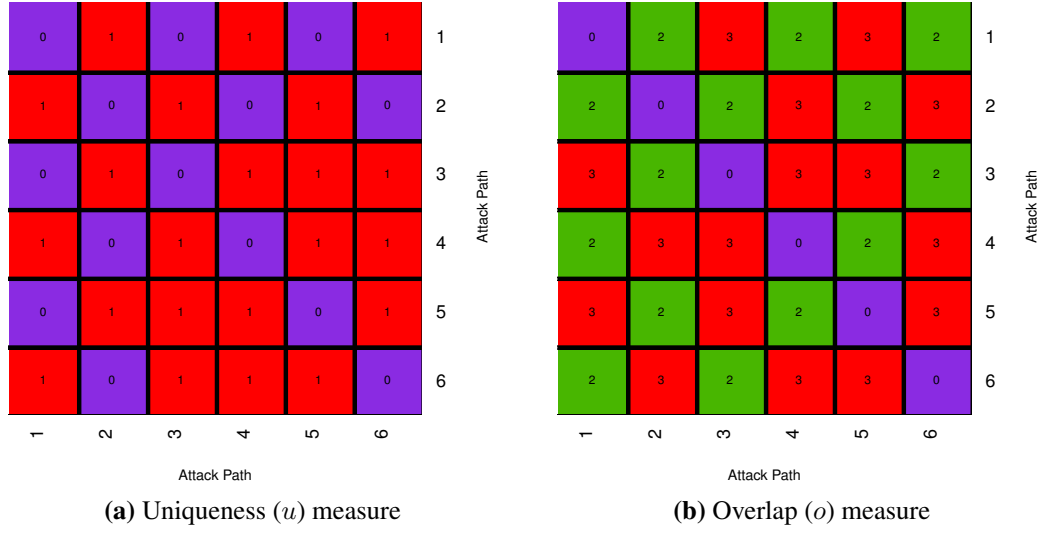 0 1 0 1 0 1 1
1 0 1 0 1 0 2
0 1 0 1 1 1 3
1 0 1 0 1 1 4
0 1 1 1 0 1 5
1 0 1 1 1 0 6
1 2 3 4 5 6
Attack Path
Attack Path
(a) Uniqueness (u) measure
0 2 3 2 3 2 1
2 0 2 3 2 3 2
3 2 0 3 3 2 3
2 3 3 0 2 3 4
3 2 3 2 0 3 5
2 3 2 3 3 0 6
1 2 3 4 5 6
Attack Path
Attack Path
(b) Overlap (o) measure